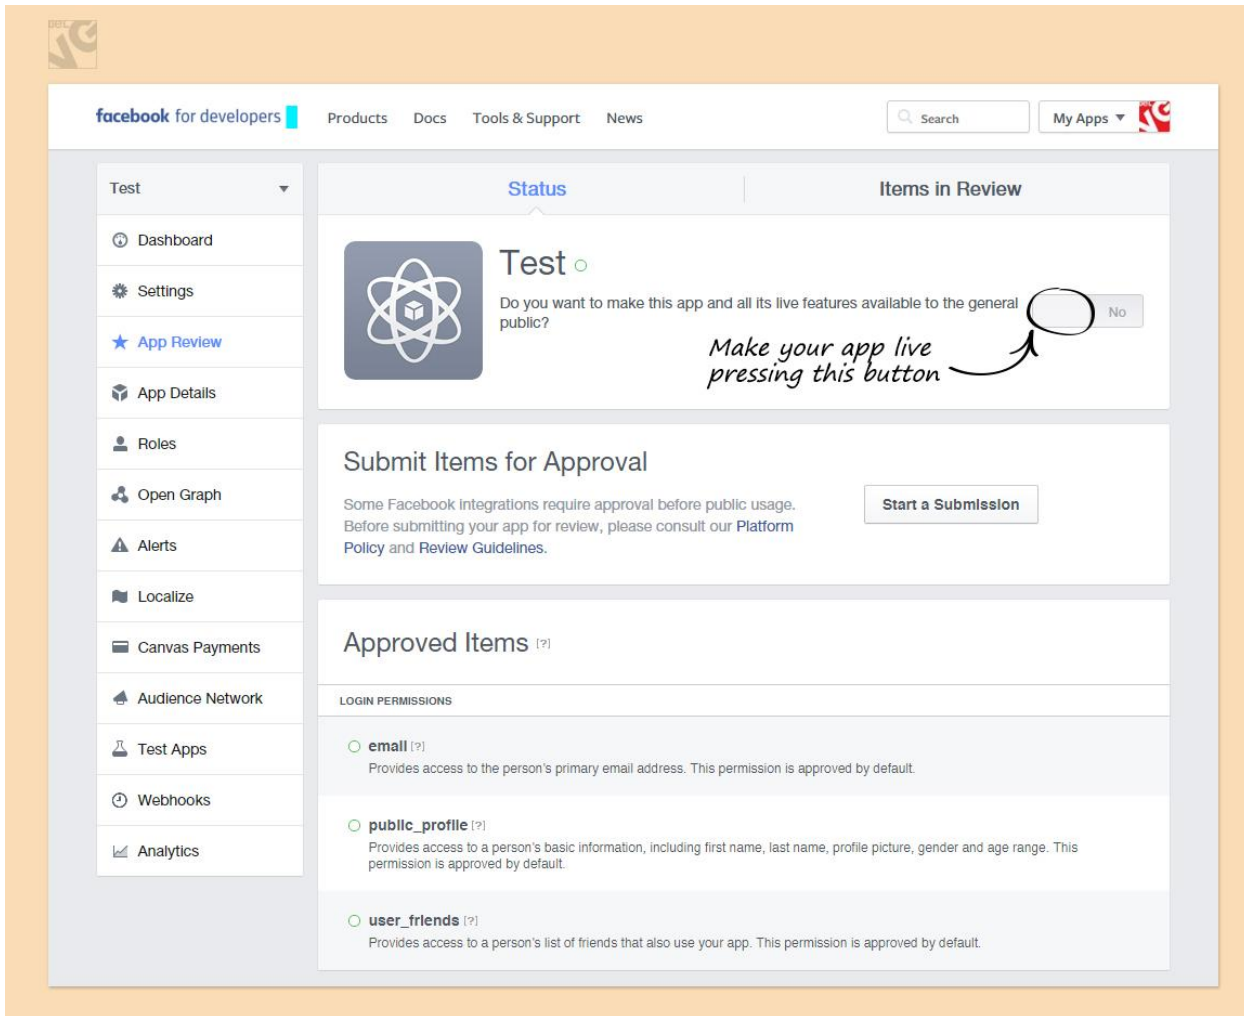 DEL
VG
facebook for developers
Products Docs Tools & Support News
Search
My Apps
VG
Test
Dashboard
Settings
App Review
App Details
Roles
Open Graph
Alerts
Localize
Canvas Payments
Audience Network
Test Apps
Webhooks
Analytics
Status
Items in Review
Test
Do you want to make this app and all its live features available to the general
public?
No
Make your app live
pressing this button
Submit Items for Approval
Some Facebook integrations require approval before public usage.
Before submitting your app for review, please consult our Platform
Policy and Review Guidelines.
Start a Submission
Approved Items [?]
LOGIN PERMISSIONS
email [?]
Provides access to the person's primary email address. This permission is approved by default.
public_profile [?]
Provides access to a person's basic information, including first name, last name, profile picture, gender and age range. This
permission is approved by default.
user_friends [?]
Provides access to a person's list of friends that also use your app. This permission is approved by default.